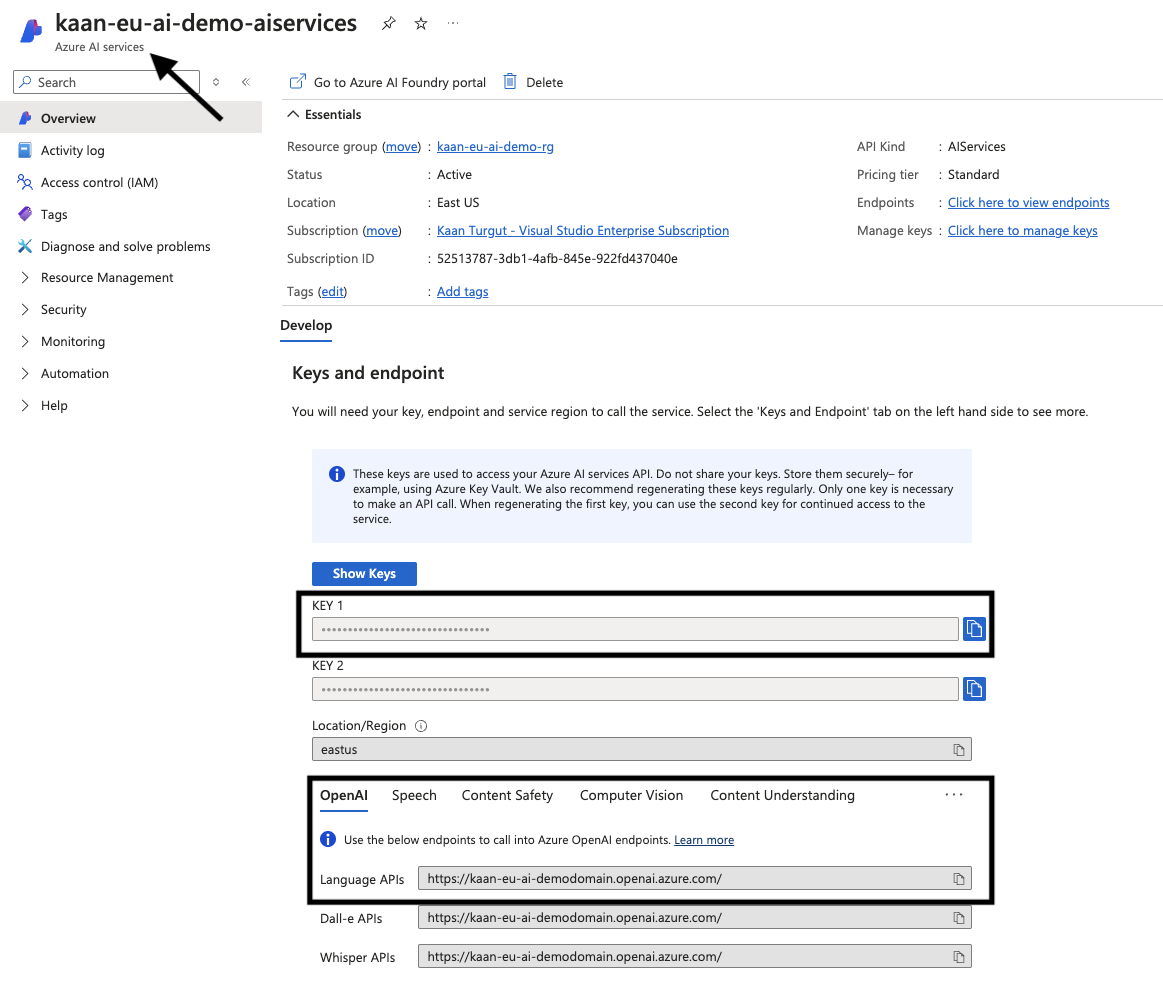 kaan-eu-ai-demo-aiservices
Azure AI services
Search
Overview
Activity log
Access control (IAM)
Tags
Diagnose and solve problems
Resource Management
Security
Monitoring
Automation
Help
Go to Azure AI Foundry portal Delete
Essentials
Resource group (move) : kaan-eu-ai-demo-rg
Status : Active
Location : East US
Subscription (move) : Kaan Turgut - Visual Studio Enterprise Subscription
Subscription ID : 52513787-3db1-4afb-845e-922fd437040e
Tags (edit) : Add tags
API Kind : AIServices
Pricing tier : Standard
Endpoints : Click here to view endpoints
Manage keys : Click here to manage keys
Develop
Keys and endpoint
You will need your key, endpoint and service region to call the service. Select the 'Keys and Endpoint' tab on the left hand side to see more.
These keys are used to access your Azure AI services API. Do not share your keys. Store them securely– for
example, using Azure Key Vault. We also recommend regenerating these keys regularly. Only one key is necessary
to make an API call. When regenerating the first key, you can use the second key for continued access to the
service.
Show Keys
KEY 1
KEY 2
Location/Region
eastus
OpenAI Speech Content Safety Computer Vision Content Understanding
Use the below endpoints to call into Azure OpenAI endpoints. Learn more
Language APIs https://kaan-eu-ai-demodomain.openai.azure.com/
Dall-e APIs https://kaan-eu-ai-demodomain.openai.azure.com/
Whisper APIs https://kaan-eu-ai-demodomain.openai.azure.com/